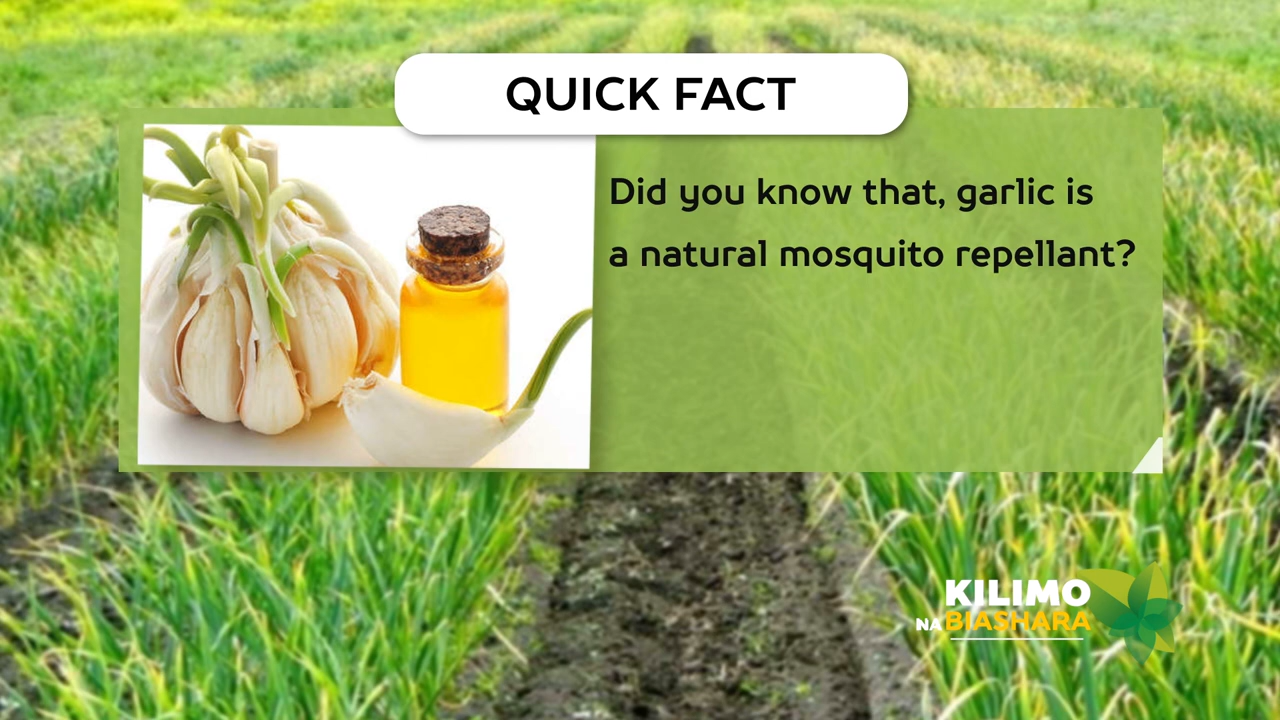 QUICK FACT
Did you know that, garlic is
a natural mosquito repellant?
KILIMO
NA BIASHARA